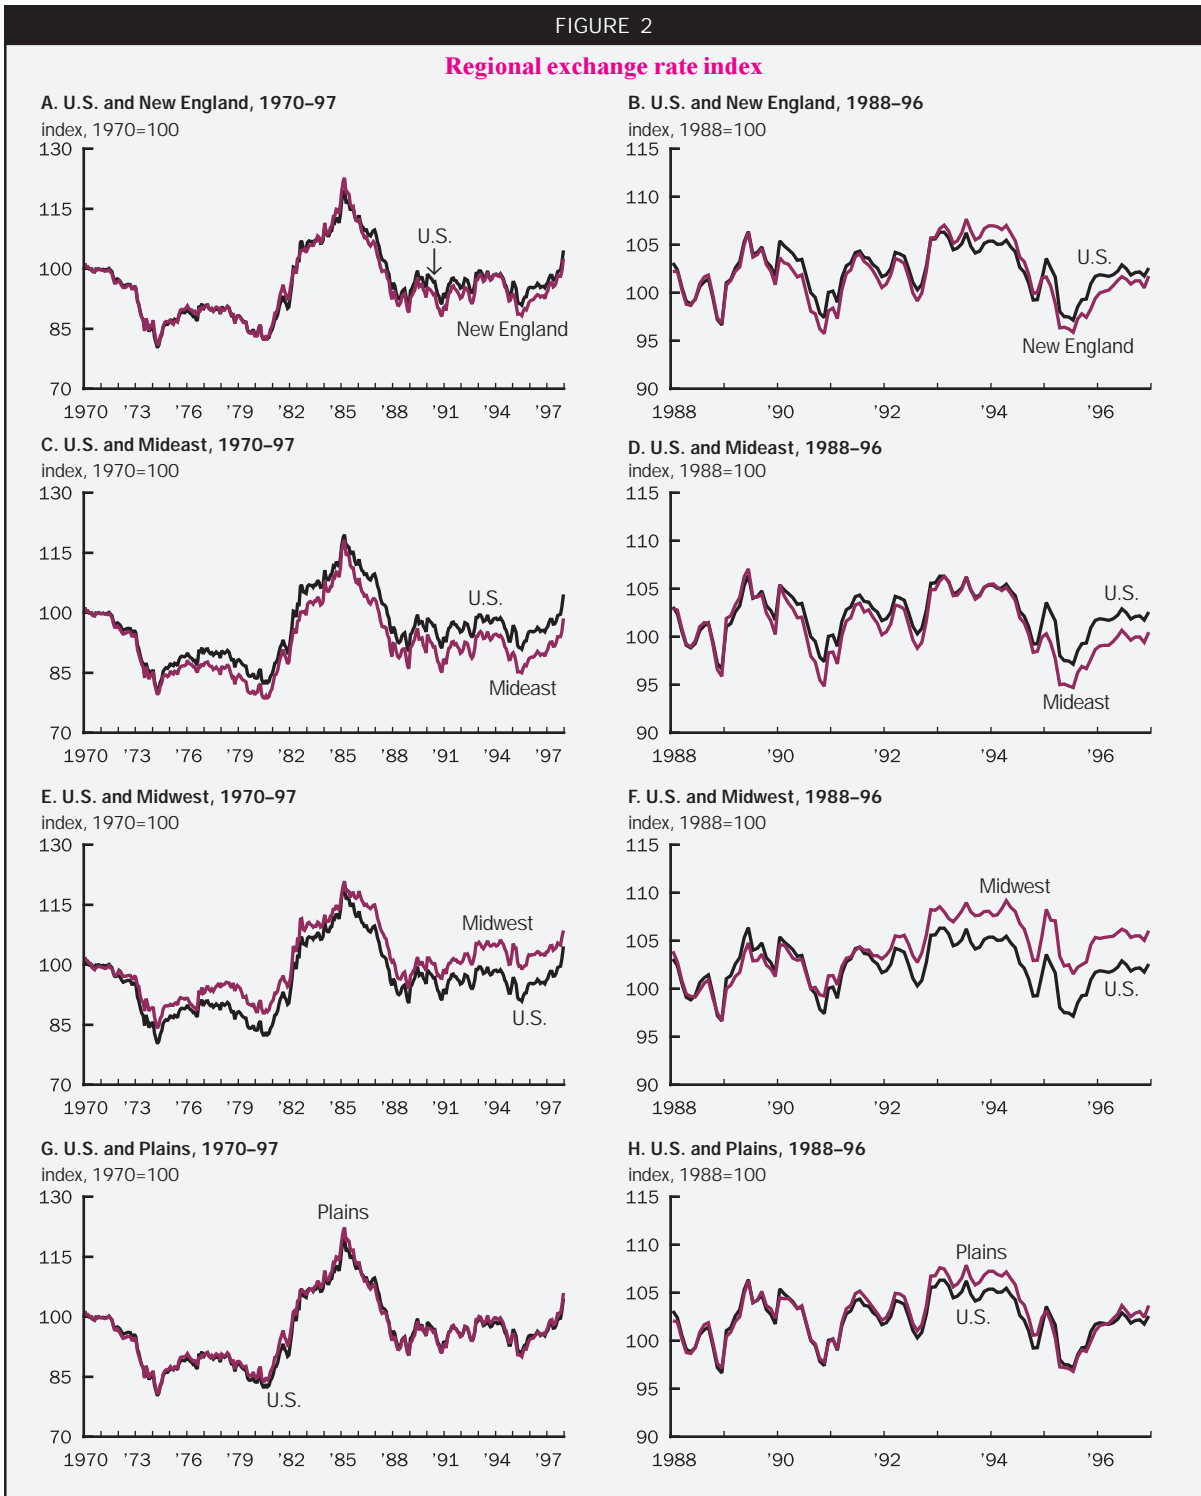 FIGURE 2
Regional exchange rate index
A. U.S. and New England, 1970–97
index, 1970=100
130
115
100
85
70
U.S.
New England
1970 '73 '76 '79 '82 '85 '88 '91 '94 '97
B. U.S. and New England, 1988–96
index, 1988=100
115
110
105
100
95
90
U.S.
New England
1988 '90 '92 '94 '96
C. U.S. and Mideast, 1970–97
index, 1970=100
130
115
100
85
70
U.S.
Mideast
1970 '73 '76 '79 '82 '85 '88 '91 '94 '97
D. U.S. and Mideast, 1988–96
index, 1988=100
115
110
105
100
95
90
U.S.
Mideast
1988 '90 '92 '94 '96
E. U.S. and Midwest, 1970–97
index, 1970=100
130
115
100
85
70
Midwest
U.S.
1970 '73 '76 '79 '82 '85 '88 '91 '94 '97
F. U.S. and Midwest, 1988–96
index, 1988=100
115
110
105
100
95
90
Midwest
U.S.
1988 '90 '92 '94 '96
G. U.S. and Plains, 1970–97
index, 1970=100
130
115
100
85
70
Plains
U.S.
1970 '73 '76 '79 '82 '85 '88 '91 '94 '97
H. U.S. and Plains, 1988–96
index, 1988=100
115
110
105
100
95
90
Plains
U.S.
1988 '90 '92 '94 '96